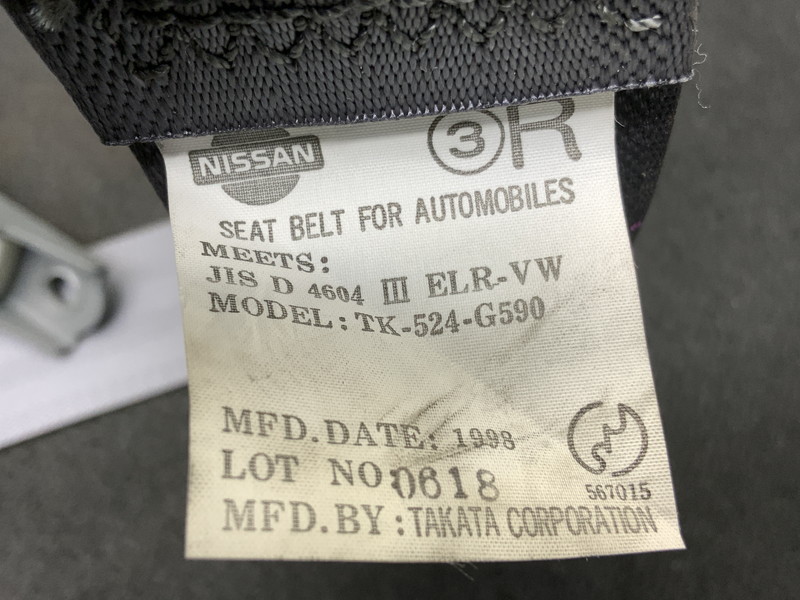 NISSAN ③R
SEAT BELT FOR AUTOMOBILES
MEETS:
JIS D 4604 III ELR-VW
MODEL: TK-524-G590
MFD.DATE: 1998
LOT NO: 0618
567015
MFD.BY: TAKATA CORPORATION